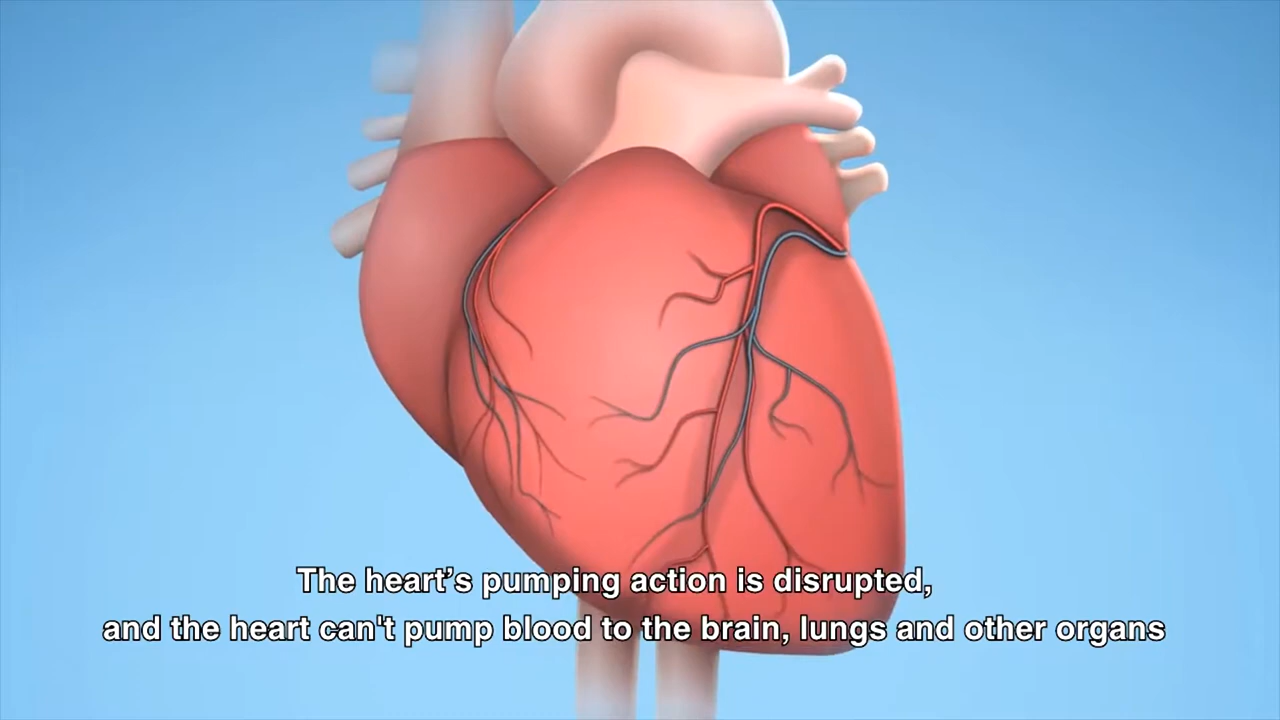 The heart’s pumping action is disrupted,
and the heart can't pump blood to the brain, lungs and other organs